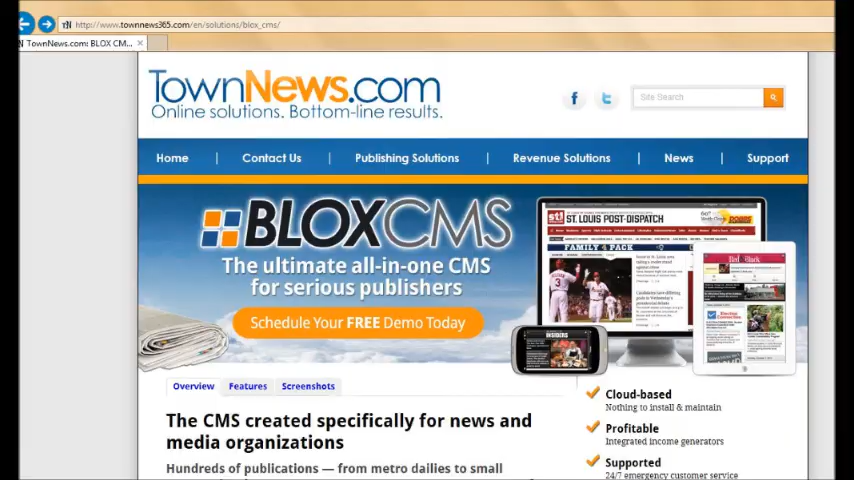 http://www.townnews365.com/en/solutions/blox_cms/
TownNews.com: BLOX CM...
TownNews.com
Online solutions. Bottom-line results.
Site Search
Home
Contact Us
Publishing Solutions
Revenue Solutions
News
Support
BLOXCMS
The ultimate all-in-one CMS
for serious publishers
Schedule Your FREE Demo Today
ST. LOUIS POST-DISPATCH
FAMILY 4 PACK
INSIDERS
Overview
Features
Screenshots
The CMS created specifically for news and
media organizations
Hundreds of publications — from metro dailies to small
Cloud-based
Nothing to install & maintain
Profitable
Integrated income generators
Supported
24/7 emergency customer service